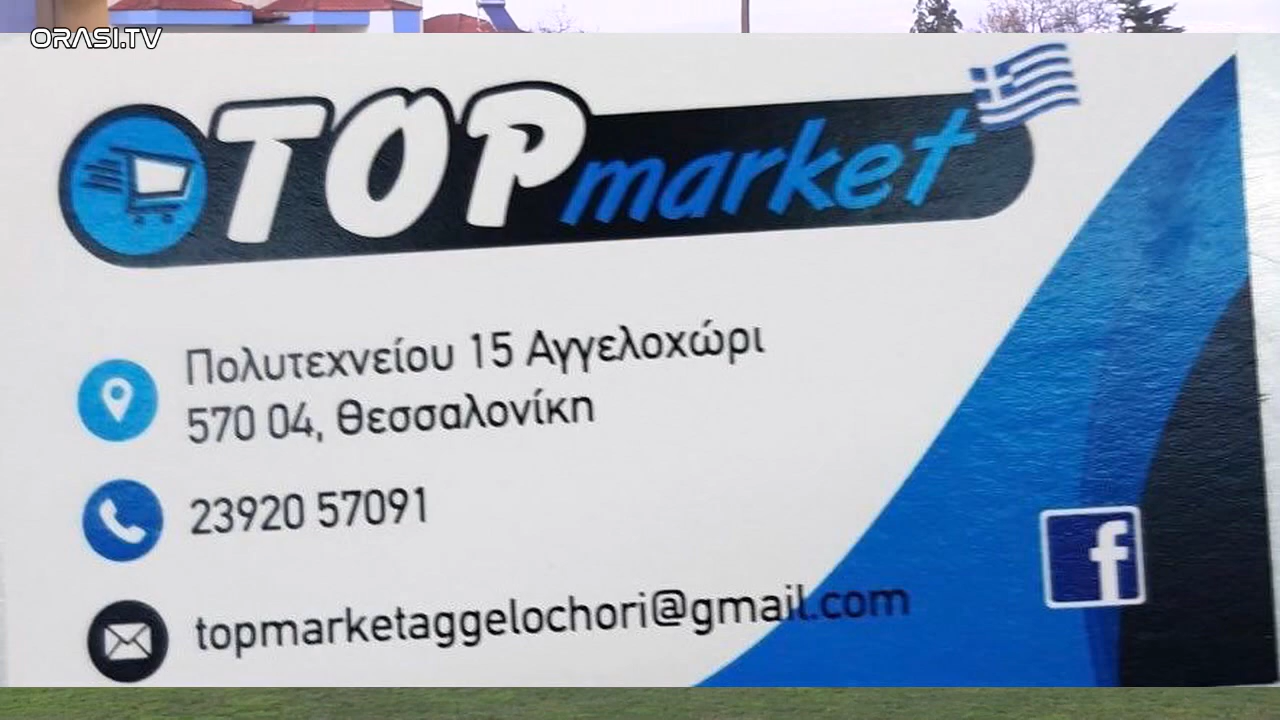 ORASI.TV
TOP market
Πολυτεχνείου 15 Αγγελοχώρι
570 04, Θεσσαλονίκη
23920 57091
topmarketaggelochori@gmail.com
f